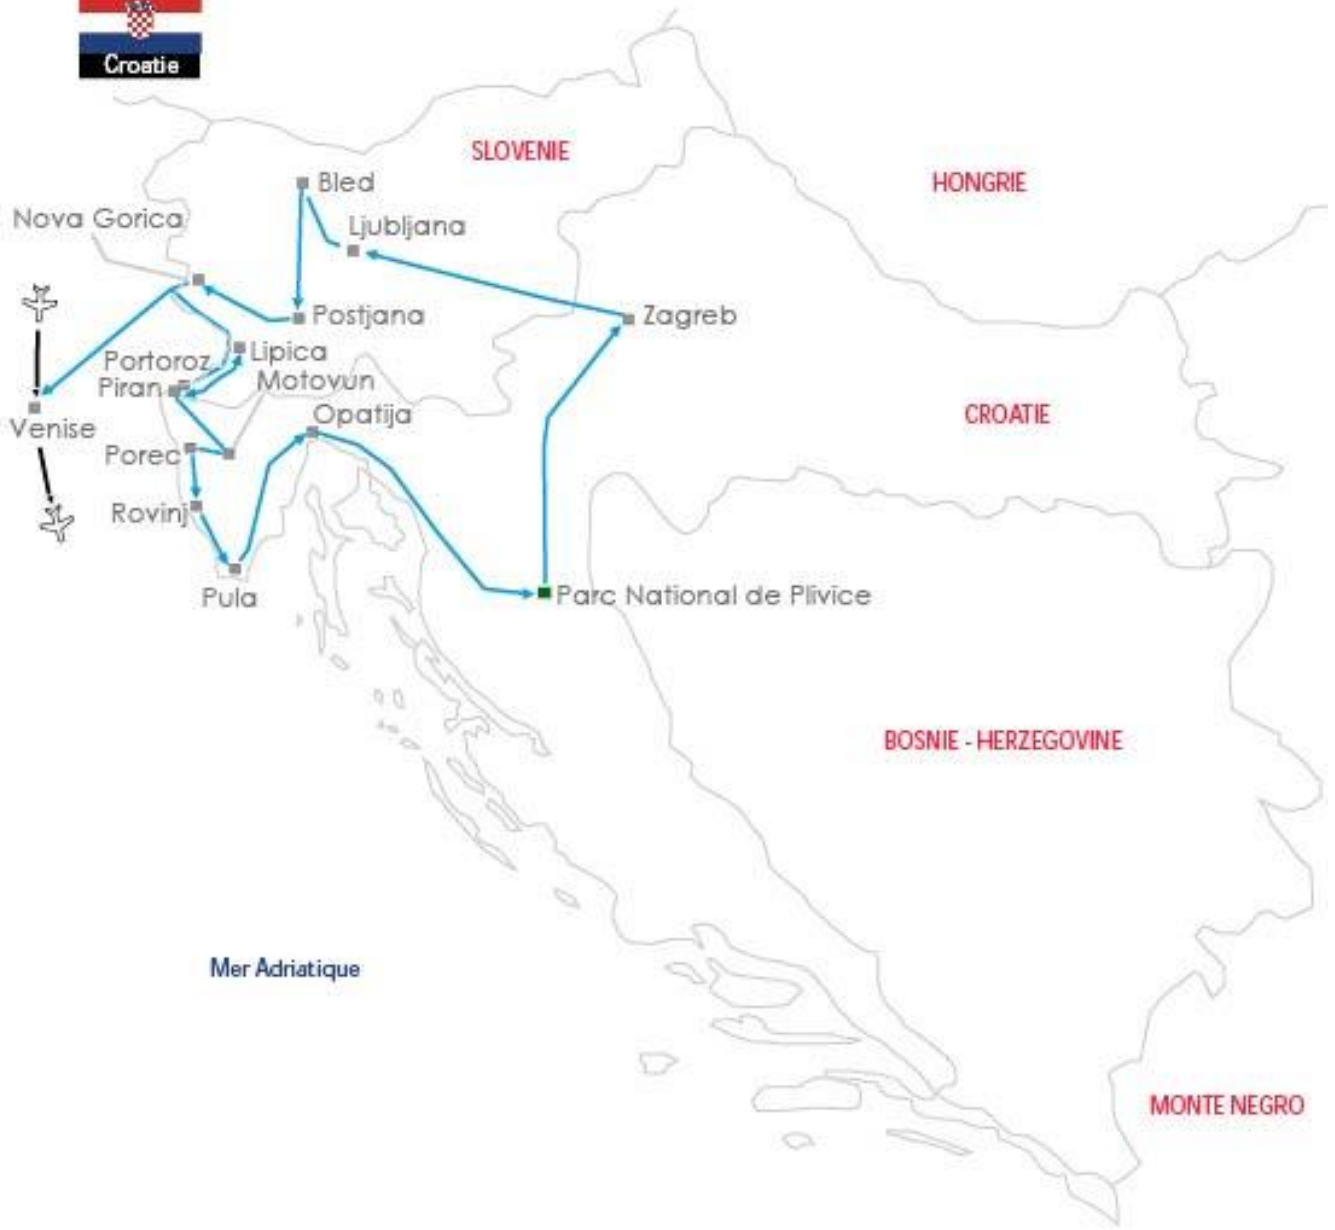 Croatie
SLOVENIE
Bled
HONGRIE
Nova Gorica
Ljubljana
Postjana
Zagreb
Portoroz
Lipica
Piran
Motovun
Venise
Opatija
CROATIE
Porec
Rovinj
Pula
Parc National de Plivice
BOSNIE - HERZEGOVINE
Mer Adriatique
MONTE NEGRO